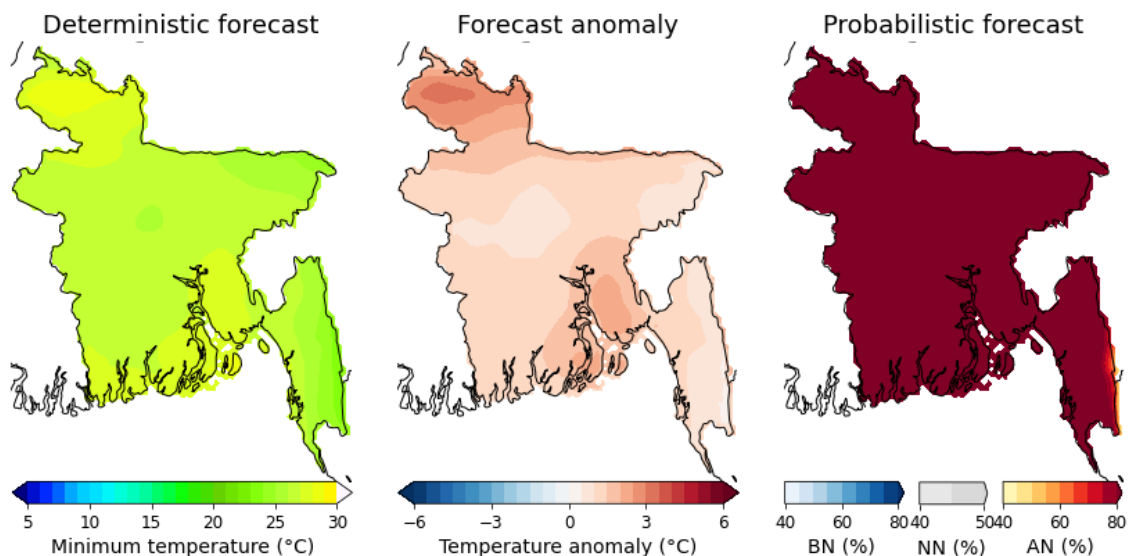 Deterministic forecast
Forecast anomaly
Probabilistic forecast
5 10 15 20 25 30
Minimum temperature (°C)
−6 −3 0 3 6
Temperature anomaly (°C)
40 60 80
BN (%)
40 50
NN (%)
40 60 80
AN (%)